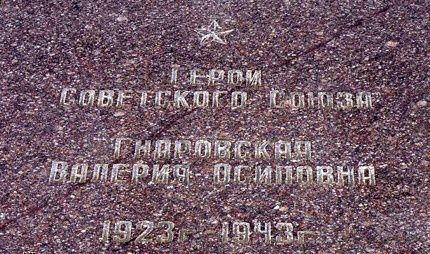 Герой
Советского Союза
Гнаровская
Валерия Осиповна
1923г.-1943г.